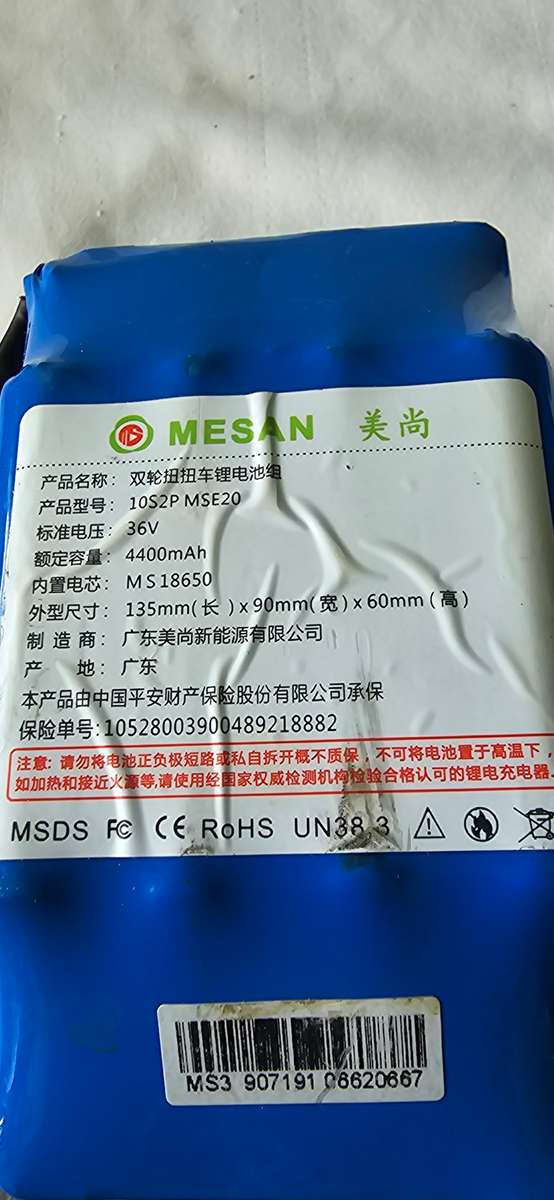 MESAN 美尚
产品名称: 双轮扭扭车锂电池组
产品型号: 10S2P MSE20
标准电压: 36V
额定容量: 4400mAh
内置电芯: MS18650
外型尺寸: 135mm(长)x90mm(宽)x60mm(高)
制造商: 广东美尚新能源有限公司
产地: 广东
本产品由中国平安财产保险股份有限公司承保
保险单号:10528003900489218882
注意: 请勿将电池正负极短路或私自拆开概不质保, 不可将电池置于高温下,
如加热和接近火源等,请使用经国家权威检测机构检验合格认可的锂电充电器
MSDS FC CE RoHS UN38.3
MS3 907191 06620667